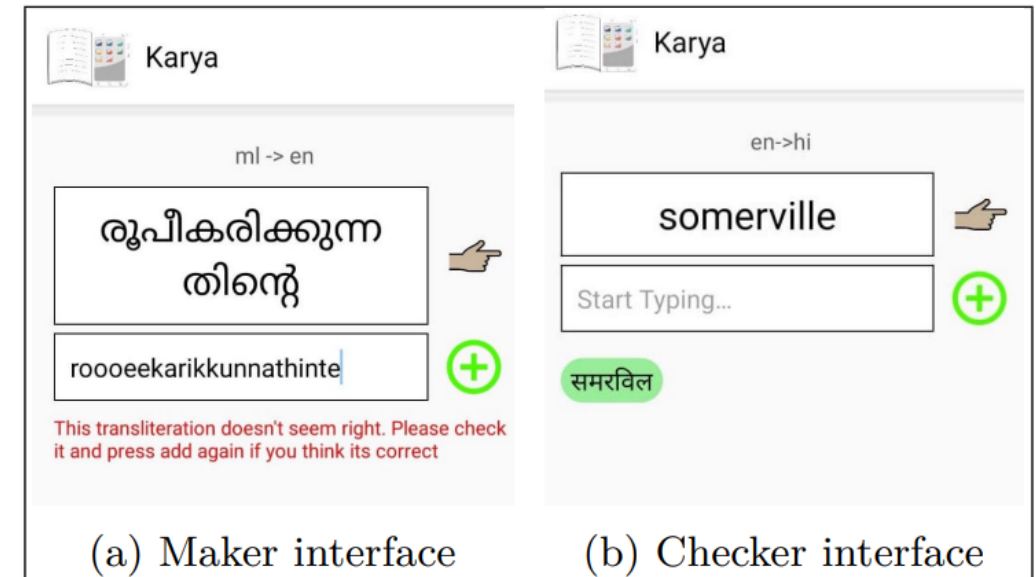 Karya
ml -> en
രൂപീകരിക്കുന്ന
തിന്റെ
roooeekarikkunnathinte
This transliteration doesn't seem right. Please check
it and press add again if you think its correct
(a) Maker interface
Karya
en->hi
somerville
Start Typing...
समरविल
(b) Checker interface